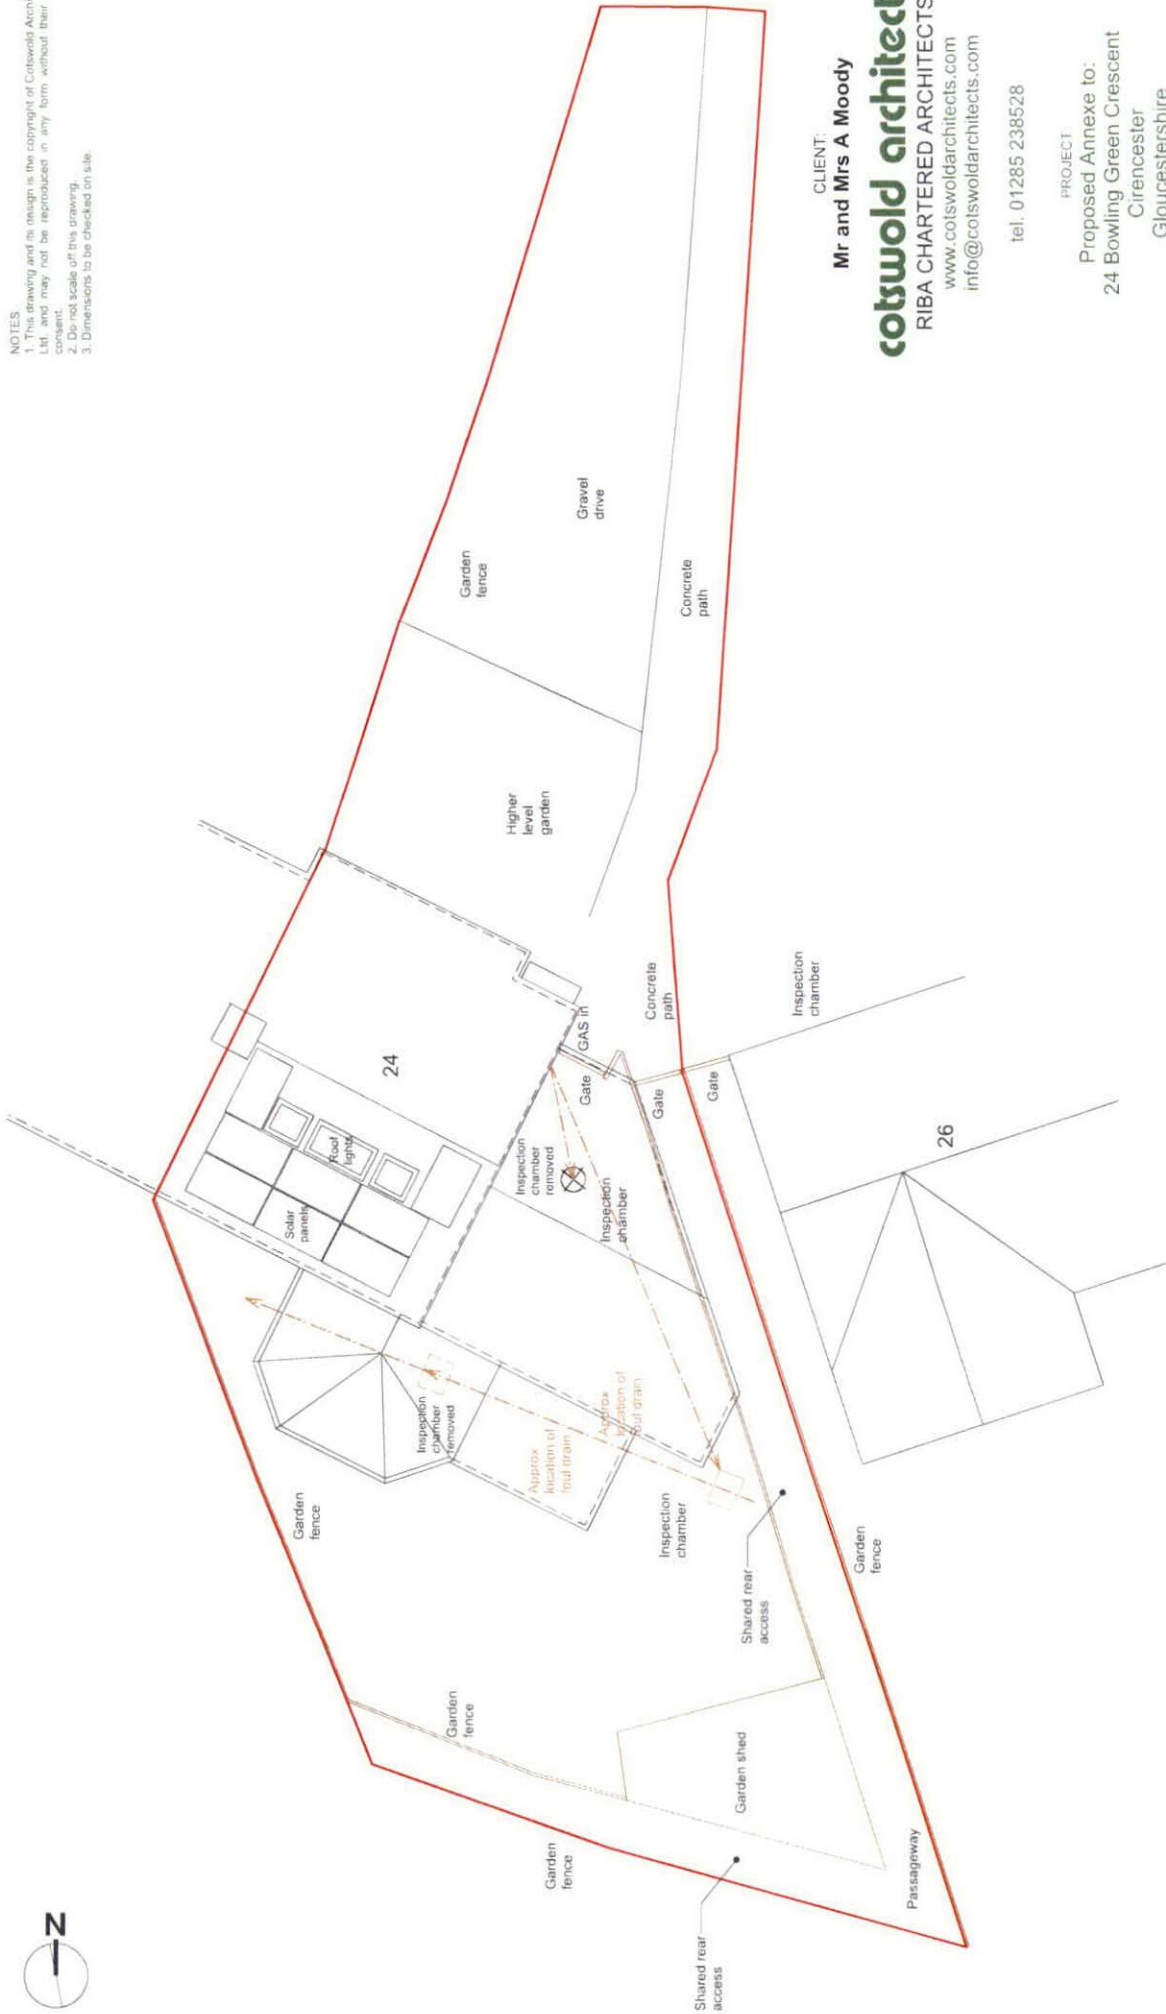 NOTES
1. This drawing and its design is the copyright of Cotswold Archi
Ltd. and may not be reproduced in any form without their
consent.
2. Do not scale off this drawing.
3. Dimensions to be checked on site.
CLIENT:
Mr and Mrs A Moody
cotswold architect
RIBA CHARTERED ARCHITECTS
www.cotswoldarchitects.com
info@cotswoldarchitects.com
tel. 01285 238528
PROJECT
Proposed Annexe to:
24 Bowling Green Crescent
Cirencester
Gloucestershire
N
Garden
fence
Gravel
drive
Concrete
path
Higher
level
garden
24
Roof
lights
Solar
panels
GAS in
Gate
Concrete
path
Inspection
chamber
Gate
Gate
26
Inspection
chamber
removed
Inspection
chamber
Inspection
chamber
removed
Approx
location of
foul drain
Approx
location of
foul drain
Garden
fence
Inspection
chamber
Shared rear
access
Garden
fence
Garden
fence
Garden shed
Garden
fence
Passageway
Shared rear
access